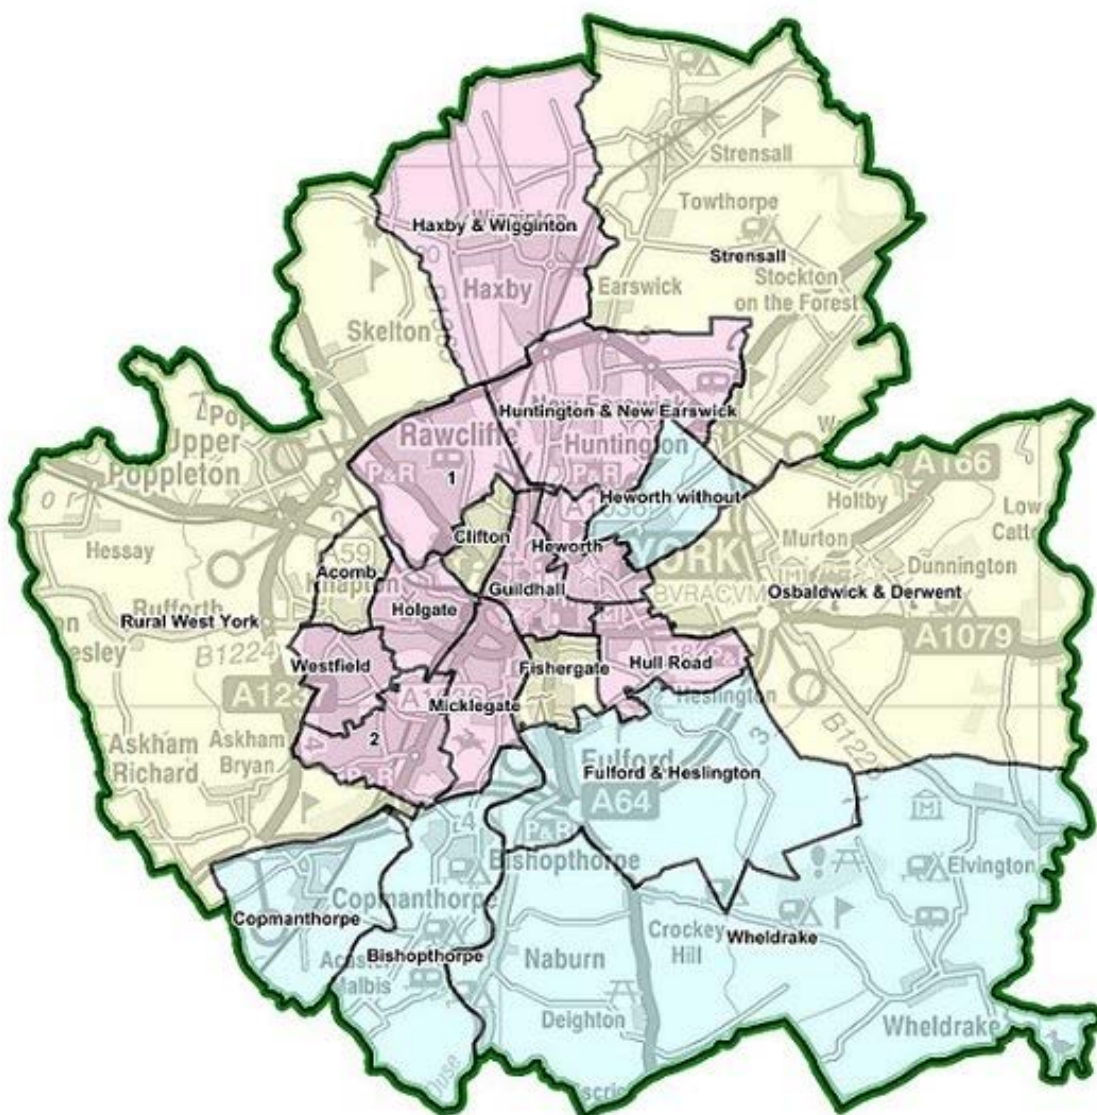 Strensall
Towthorpe
Haxby & Wigginton
Strensall
Stockton
on the Forest
Earswick
Haxby
Skelton
Huntington & New Earswick
Rawcliffe
Huntington
Upper
Poppleton
P&R
P&R
1
A166
Heworth without
Holtby
Clifton
Murton
Hessay
A59
Heworth
YORK
Acomb
Dunnington
Guildhall
Osbaldwick & Derwent
Holgate
Rufforth
Rural West York
A1079
B1224
Westfield
Fishergate
Hull Road
Heslington
Micklegate
2
Askham
Richard
Askham
Bryan
Fulford
Fulford & Heslington
A64
P&R
Bishopthorpe
Elvington
Copmanthorpe
Copmanthorpe
Crockey
Hill
Wheldrake
Bishopthorpe
Naburn
Deighton
Wheldrake